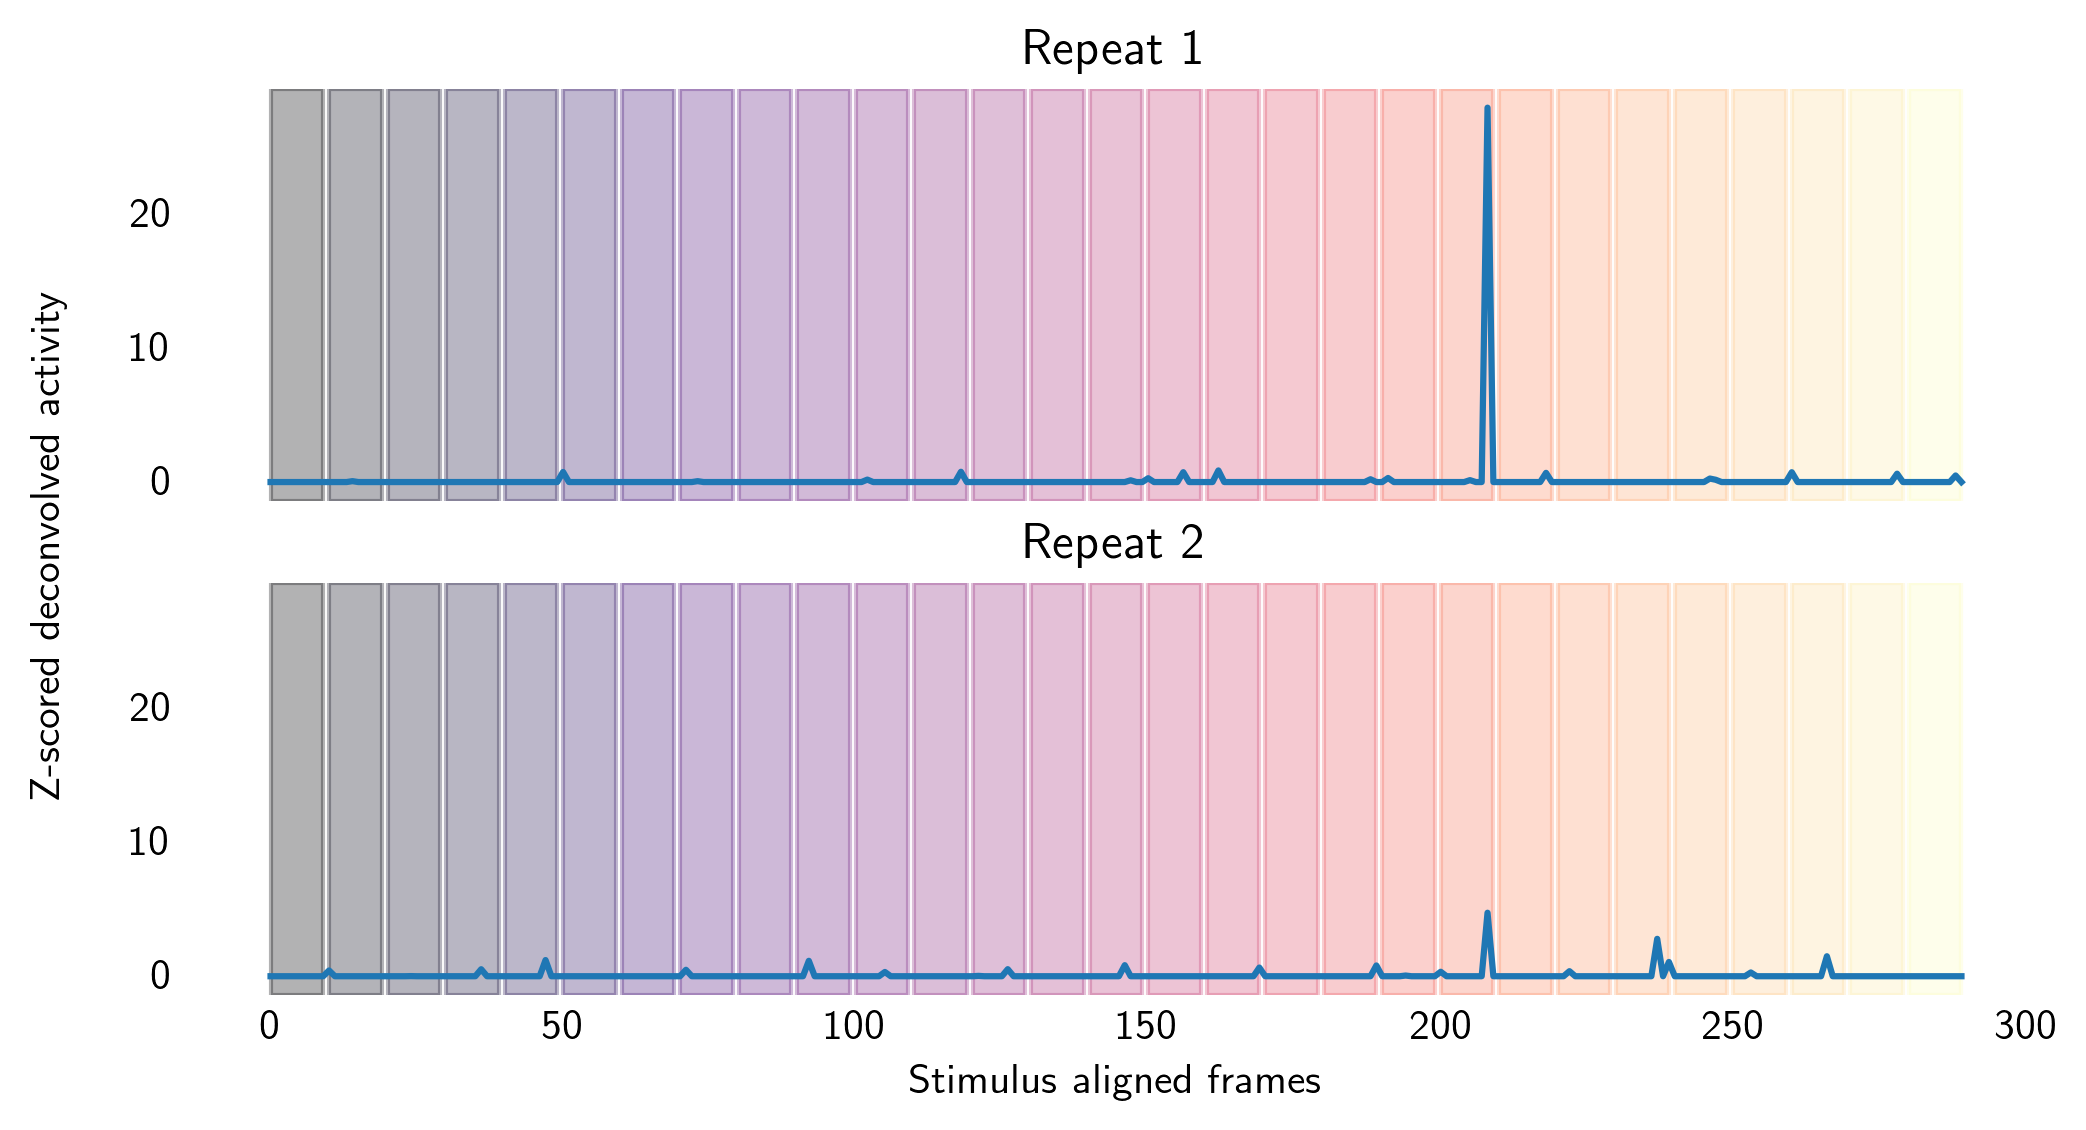 Repeat 1
20
10
0
Z-scored deconvolved activity
Repeat 2
20
10
0
0 50 100 150 200 250 300
Stimulus aligned frames